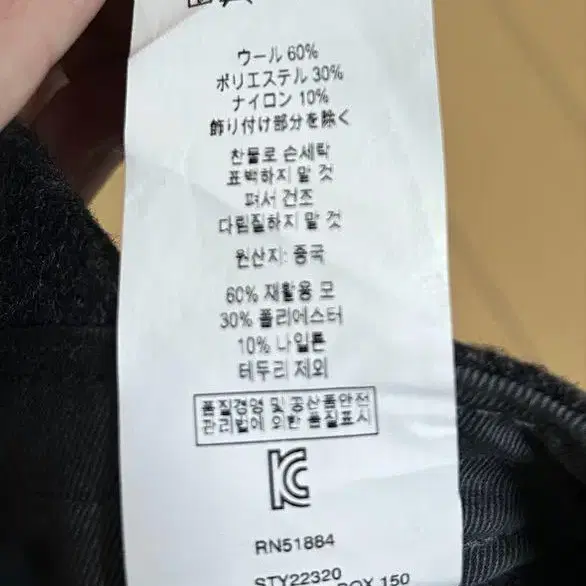 ウール 60%
ポリエステル 30%
ナイロン 10%
飾り付け部分を除く
찬물로 손세탁
표백하지 말 것
펴서 건조
다림질하지 말 것
원산지: 중국
60% 재활용 모
30% 폴리에스터
10% 나일론
테두리 제외
품질경영 및 공산품안전
관리법에 의한 품질표시
RN51884
STY22320
BOX 150